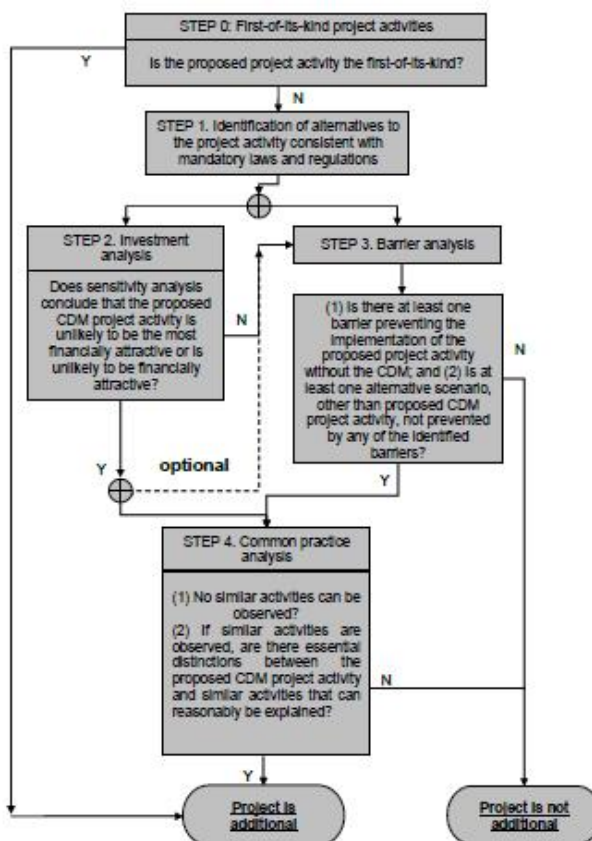 STEP 0: First-of-its-kind project activities
Y
Is the proposed project activity the first-of-its-kind?
N
STEP 1. Identification of alternatives to
the project activity consistent with
mandatory laws and regulations
STEP 2. Investment
analysis
Does sensitivity analysis
conclude that the proposed
CDM project activity is
unlikely to be the most
financially attractive or is
unlikely to be financially
attractive?
N
STEP 3. Barrier analysis
(1) Is there at least one
barrier preventing the
implementation of the
proposed project activity
without the CDM; and (2) Is at
least one alternative scenario,
other than proposed CDM
project activity, not prevented
by any of the identified
barriers?
N
Y
optional
Y
STEP 4. Common practice
analysis
(1) No similar activities can be
observed?
(2) If similar activities are
observed, are there essential
distinctions between the
proposed CDM project activity
and similar activities that can
reasonably be explained?
N
Y
Project is
additional
Project is not
additional